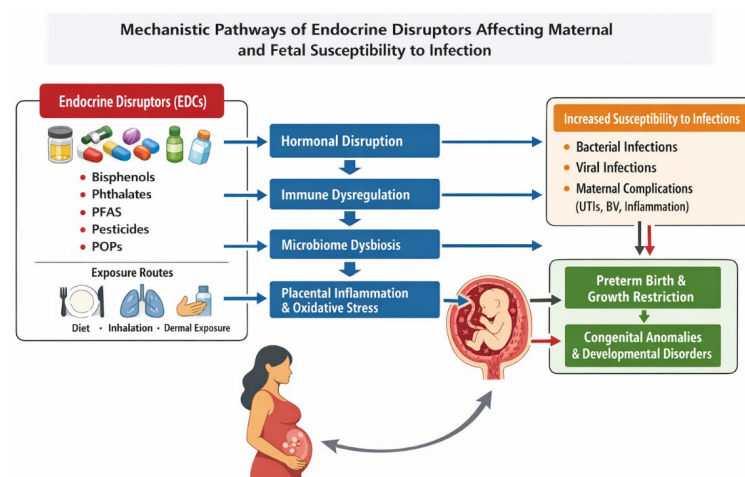 Mechanistic Pathways of Endocrine Disruptors Affecting Maternal
and Fetal Susceptibility to Infection
Endocrine Disruptors (EDCs)
• Bisphenols
• Phthalates
• PFAS
• Pesticides
• POPs
Exposure Routes
Diet • Inhalation • Dermal Exposure
Hormonal Disruption
Immune Dysregulation
Microbiome Dysbiosis
Placental Inflammation
& Oxidative Stress
Increased Susceptibility to Infections
• Bacterial Infections
• Viral Infections
• Maternal Complications
(UTIs, BV, Inflammation)
Preterm Birth &
Growth Restriction
Congenital Anomalies
& Developmental Disorders